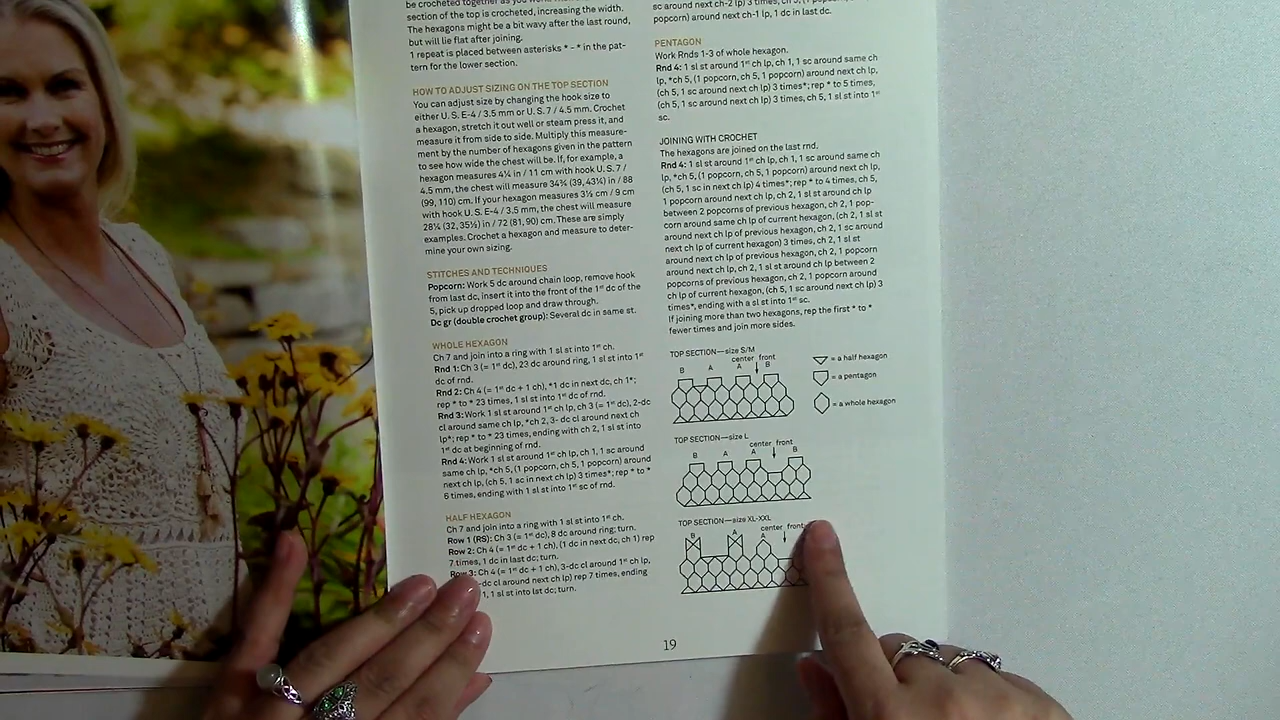 be crocheted together as you
section of the top is crocheted, increasing the width.
The hexagons might be a bit wavy after the last round,
but will lie flat after joining.
1 repeat is placed between asterisks * – * in the pat-
tern for the lower section.
HOW TO ADJUST SIZING ON THE TOP SECTION
You can adjust size by changing the hook size to
either U. S. E-4 / 3.5 mm or U. S. 7 / 4.5 mm. Crochet
a hexagon, stretch it out well or steam press it, and
measure it from side to side. Multiply this measure-
ment by the number of hexagons given in the pattern
to see how wide the chest will be. If, for example, a
hexagon measures 4¼ in / 11 cm with hook U. S. 7 /
4.5 mm, the chest will measure 34¾ (39, 43¼) in / 88
(99, 110) cm. If your hexagon measures 3½ cm / 9 cm
with hook U. S. E-4 / 3.5 mm, the chest will measure
28¼ (32, 35½) in / 72 (81, 90) cm. These are simply
examples. Crochet a hexagon and measure to deter-
mine your own sizing.
STITCHES AND TECHNIQUES
Popcorn: Work 5 dc around chain loop, remove hook
from last dc, insert it into the front of the 1st dc of the
5, pick up dropped loop and draw through.
Dc gr (double crochet group): Several dc in same st.
WHOLE HEXAGON
Ch 7 and join into a ring with 1 sl st into 1st ch.
Rnd 1: Ch 3 (= 1st dc), 23 dc around ring, 1 sl st into 1st
dc of rnd.
Rnd 2: Ch 4 (= 1st dc + 1 ch), *1 dc in next dc, ch 1*;
rep * to * 23 times, 1 sl st into 1st dc of rnd.
Rnd 3: Work 1 sl st around 1st ch lp, ch 3 (= 1st dc), 2-dc
cl around same ch lp, *ch 2, 3- dc cl around next ch
lp*; rep * to * 23 times, ending with ch 2, 1 sl st into
1st dc at beginning of rnd.
Rnd 4: Work 1 sl st around 1st ch lp, ch 1, 1 sc around
same ch lp, *ch 5, (1 popcorn, ch 5, 1 popcorn) around
next ch lp, (ch 5, 1 sc in next ch lp) 3 times*; rep * to *
6 times, ending with 1 sl st into 1st sc of rnd.
HALF HEXAGON
Ch 7 and join into a ring with 1 sl st into 1st ch.
Row 1 (RS): Ch 3 (= 1st dc), 8 dc around ring; turn.
Row 2: Ch 4 (= 1st dc + 1 ch), (1 dc in next dc, ch 1) rep
7 times, 1 dc in last dc; turn.
Row 3: Ch 4 (= 1st dc + 1 ch), 3-dc cl around 1st ch lp,
-dc cl around next ch lp) rep 7 times, ending
1, 1 sl st into lst dc; turn.
around next ch-2 lp) 3 times, ch 5,
popcorn) around next ch-1 lp, 1 dc in last dc.
PENTAGON
Work Rnds 1-3 of whole hexagon.
Rnd 4: 1 sl st around 1st ch lp, ch 1, 1 sc around same ch
lp, *ch 5, (1 popcorn, ch 5, 1 popcorn) around next ch lp,
(ch 5, 1 sc around next ch lp) 3 times*; rep * to 5 times,
(ch 5, 1 sc around next ch lp) 3 times, ch 5, 1 sl st into 1st
sc.
JOINING WITH CROCHET
The hexagons are joined on the last rnd.
Rnd 4: 1 sl st around 1st ch lp, ch 1, 1 sc around same ch
lp, *ch 5, (1 popcorn, ch 5, 1 popcorn) around next ch lp,
(ch 5, 1 sc in next ch lp) 4 times*; rep * to 4 times, ch 5,
1 popcorn around next ch lp, ch 2, 1 sl st around ch lp
between 2 popcorns of previous hexagon, ch 2, 1 pop-
corn around same ch lp of current hexagon, (ch 2, 1 sl st
around next ch lp of previous hexagon, ch 2, 1 sc around
next ch lp of current hexagon) 3 times, ch 2, 1 sl st
around next ch lp, ch 2, 1 sl st around ch lp between 2
popcorns of previous hexagon, ch 2, 1 popcorn around
ch lp of current hexagon, (ch 5, 1 sc around next ch lp) 3
times*, ending with a sl st into 1st sc.
If joining more than two hexagons, rep the first * to *
fewer times and join more sides.
TOP SECTION—size S/M
center front
B A A B
= a half hexagon
= a pentagon
= a whole hexagon
TOP SECTION—size L
center front
B A A B
TOP SECTION—size XL-XXL
center front
B A A
19